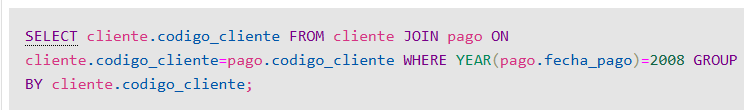 SELECT cliente.codigo_cliente FROM cliente JOIN pago ON
cliente.codigo_cliente=pago.codigo_cliente WHERE YEAR(pago.fecha_pago)=2008 GROUP
BY cliente.codigo_cliente;